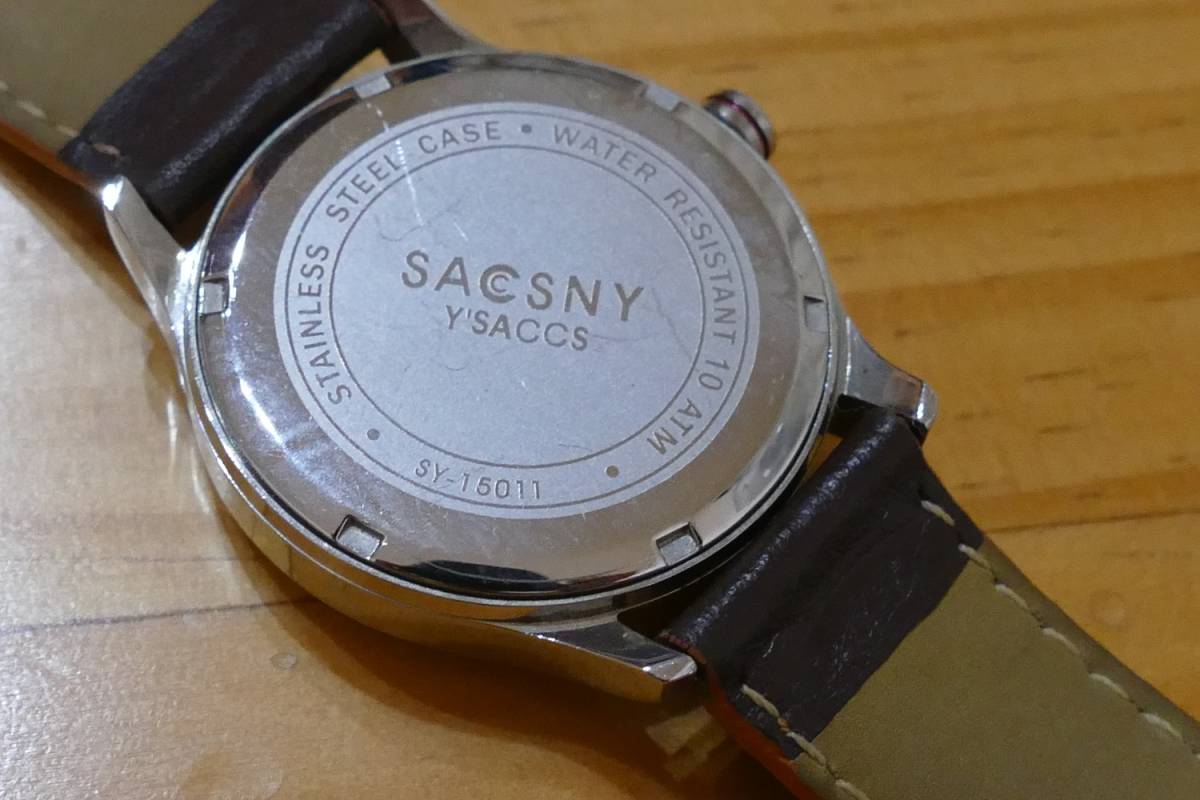 STAINLESS STEEL CASE • WATER RESISTANT 10 ATM •
SACCSNY
Y'SACCS
SY-15011 •